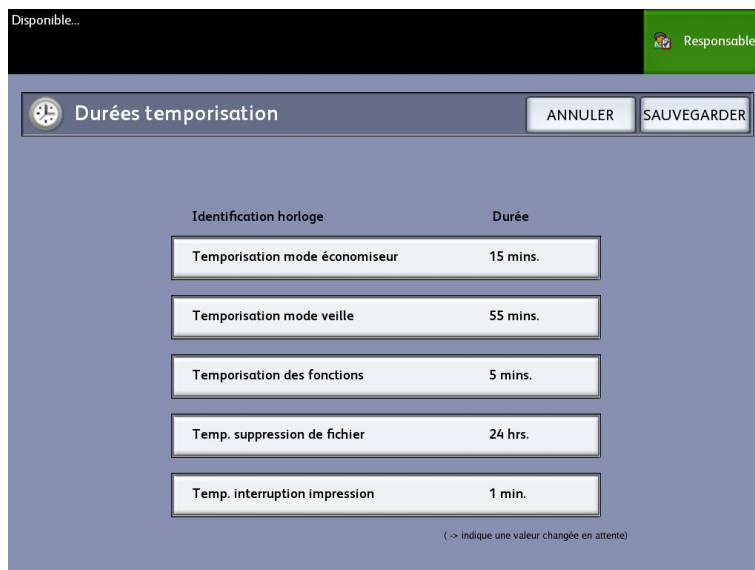 Disponible...
Responsable
Durées temporisation
ANNULER
SAUVEGARDER
Identification horloge Durée
Temporisation mode économiseur 15 mins.
Temporisation mode veille 55 mins.
Temporisation des fonctions 5 mins.
Temp. suppression de fichier 24 hrs.
Temp. interruption impression 1 min.
( -> indique une valeur changée en attente)